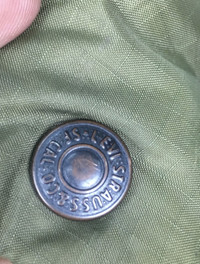 LEVI STRAUSS & CO
S.F. CAL